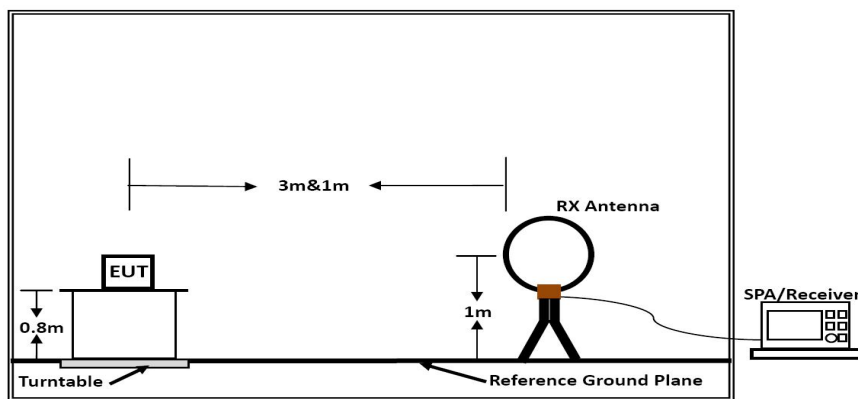 3m&1m
RX Antenna
EUT
0.8m
1m
SPA/Receiver
Turntable
Reference Ground Plane